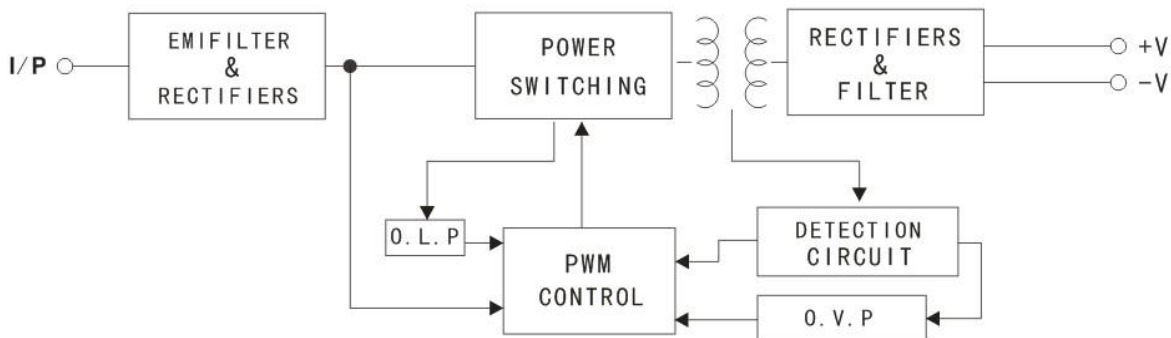 I/P
EMIFILTER
&
RECTIFIERS
POWER
SWITCHING
RECTIFIERS
&
FILTER
+V
-V
O.L.P
PWM
CONTROL
DETECTION
CIRCUIT
O.V.P